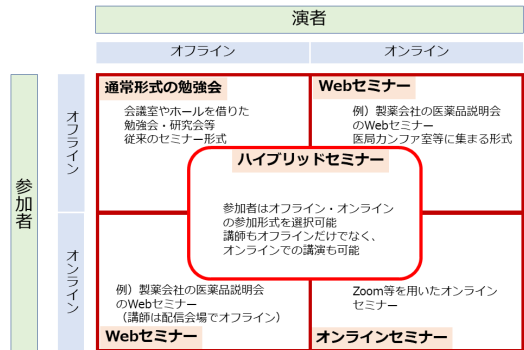 演者
オフライン
オンライン
参加者
オフライン
オンライン
通常形式の勉強会
会議室やホールを借りた
勉強会・研究会等
従来のセミナー形式
Webセミナー
例）製薬会社の医薬品説明会
のWebセミナー
医局カンファ室等に集まる形式
ハイブリッドセミナー
参加者はオフライン・オンライン
の参加形式を選択可能
講師もオフラインだけでなく、
オンラインでの講演も可能
例）製薬会社の医薬品説明会
のWebセミナー
（講師は配信会場でオフライン）
Webセミナー
Zoom等を用いたオンライン
セミナー
オンラインセミナー